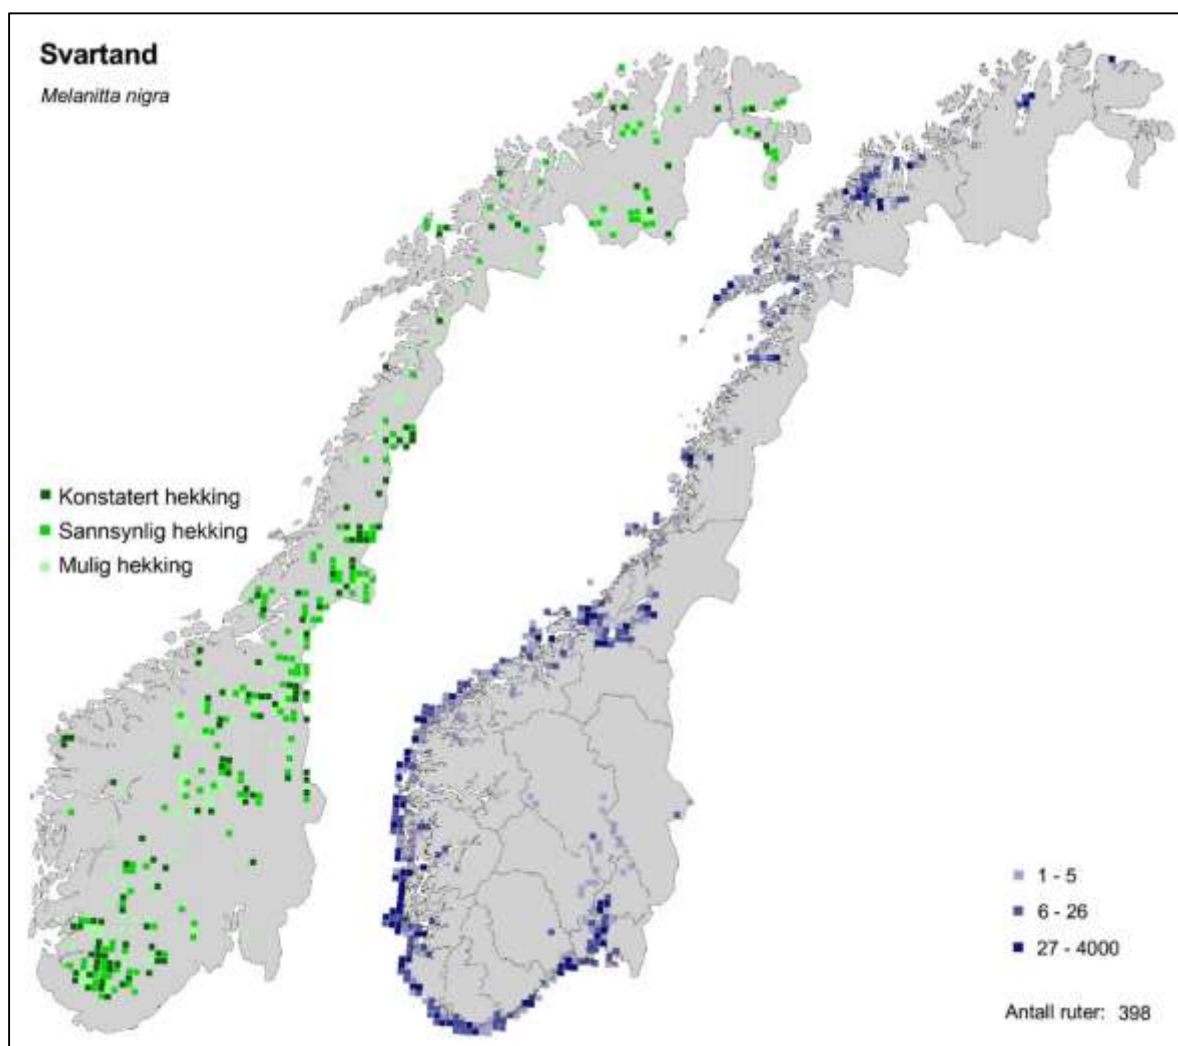 Svartand
Melanitta nigra
Konstatert hekking
Sannsynlig hekking
Mulig hekking
1 - 5
6 - 26
27 - 4000
Antall ruter: 398